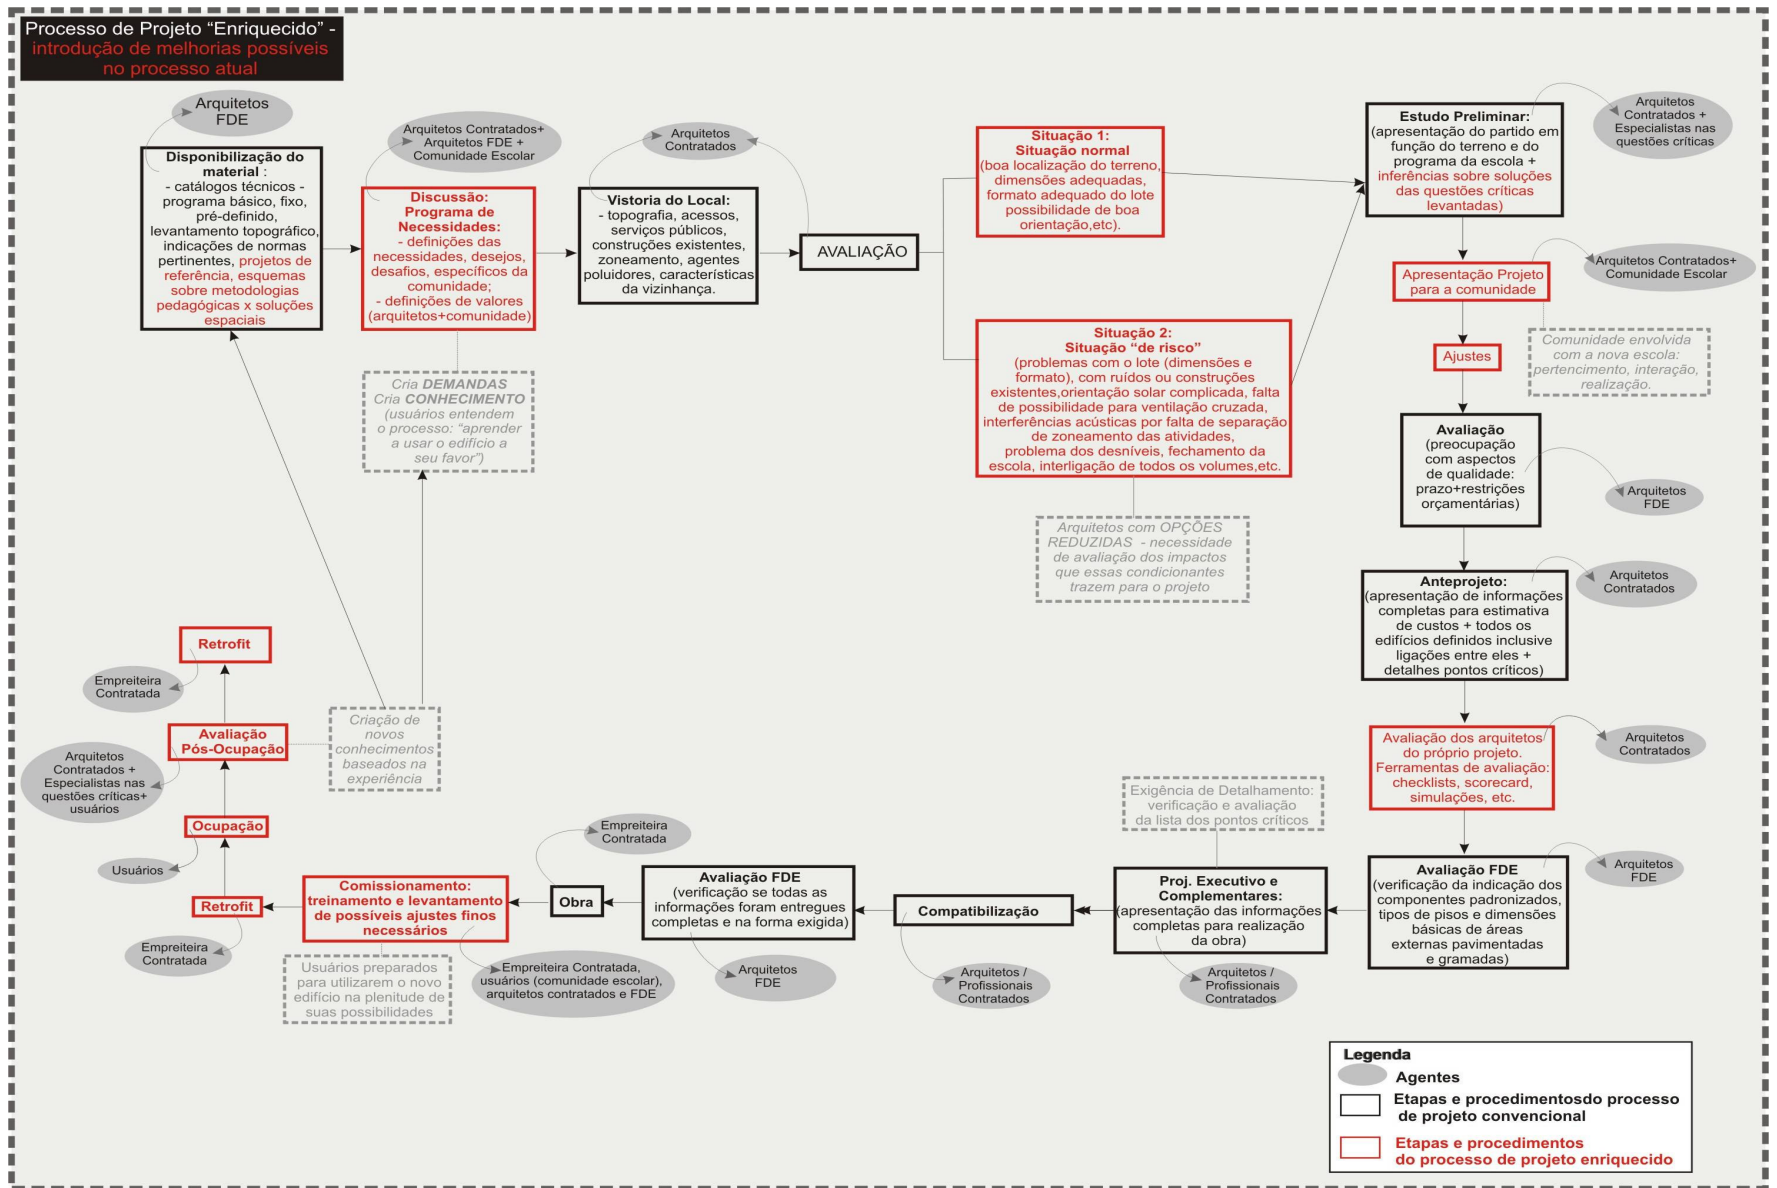 Processo de Projeto “Enriquecido” -
introdução de melhorias possíveis
no processo atual
Arquitetos
FDE
Disponibilização do
material :
- catálogos técnicos -
programa básico, fixo,
pré-definido,
levantamento topográfico,
indicações de normas
pertinentes, projetos de
referência, esquemas
sobre metodologias
pedagógicas x soluções
espaciais
Arquitetos Contratados+
Arquitetos FDE +
Comunidade Escolar
Discussão:
Programa de
Necessidades:
- definições das
necessidades, desejos,
desafios, específicos da
comunidade;
- definições de valores
(arquitetos+comunidade)
Cria DEMANDAS
Cria CONHECIMENTO
(usuários entendem
o processo: “aprender
a usar o edifício a
seu favor”)
Arquitetos
Contratados
Vistoria do Local:
- topografia, acessos,
serviços públicos,
construções existentes,
zoneamento, agentes
poluidores, características
da vizinhança.
AVALIAÇÃO
Situação 1:
Situação normal
(boa localização do terreno,
dimensões adequadas,
formato adequado do lote
possibilidade de boa
orientação,etc).
Situação 2:
Situação “de risco”
(problemas com o lote (dimensões e
formato), com ruídos ou construções
existentes,orientação solar complicada, falta
de possibilidade para ventilação cruzada,
interferências acústicas por falta de separação
de zoneamento das atividades,
problema dos desníveis, fechamento da
escola, interligação de todos os volumes,etc.
Arquitetos com OPÇÕES
REDUZIDAS - necessidade
de avaliação dos impactos
que essas condicionantes
trazem para o projeto
Estudo Preliminar:
(apresentação do partido em
função do terreno e do
programa da escola +
inferências sobre soluções
das questões críticas
levantadas)
Arquitetos
Contratados +
Especialistas nas
questões críticas
Apresentação Projeto
para a comunidade
Arquitetos Contratados+
Comunidade Escolar
Comunidade envolvida
com a nova escola:
pertencimento, interação,
realização.
Ajustes
Avaliação
(preocupação
com aspectos
de qualidade:
prazo+restrições
orçamentárias)
Arquitetos
FDE
Anteprojeto:
(apresentação de informações
completas para estimativa
de custos + todos os
edifícios definidos inclusive
ligações entre eles +
detalhes pontos críticos)
Arquitetos
Contratados
Avaliação dos arquitetos
do próprio projeto.
Ferramentas de avaliação:
checklists, scorecard,
simulações, etc.
Arquitetos
Contratados
Avaliação FDE
(verificação da indicação dos
componentes padronizados,
tipos de pisos e dimensões
básicas de áreas
externas pavimentadas
e gramadas)
Arquitetos
FDE
Exigência de Detalhamento:
verificação e avaliação
da lista dos pontos críticos
Proj. Executivo e
Complementares:
(apresentação das informações
completas para realização
da obra)
Arquitetos /
Profissionais
Contratados
Compatibilização
Arquitetos /
Profissionais
Contratados
Avaliação FDE
(verificação se todas as
informações foram entregues
completas e na forma exigida)
Arquitetos
FDE
Empreiteira
Contratada
Obra
Comissionamento:
treinamento e levantamento
de possíveis ajustes finos
necessários
Empreiteira Contratada,
usuários (comunidade escolar),
arquitetos contratados e FDE
Usuários preparados
para utilizarem o novo
edifício na plenitude de
suas possibilidades
Retrofit
Empreiteira
Contratada
Ocupação
Usuários
Avaliação
Pós-Ocupação
Arquitetos
Contratados +
Especialistas nas
questões críticas+
usuários
Criação de
novos
conhecimentos
baseados na
experiência
Retrofit
Empreiteira
Contratada
Legenda
Agentes
Etapas e procedimentosdo processo
de projeto convencional
Etapas e procedimentos
do processo de projeto enriquecido